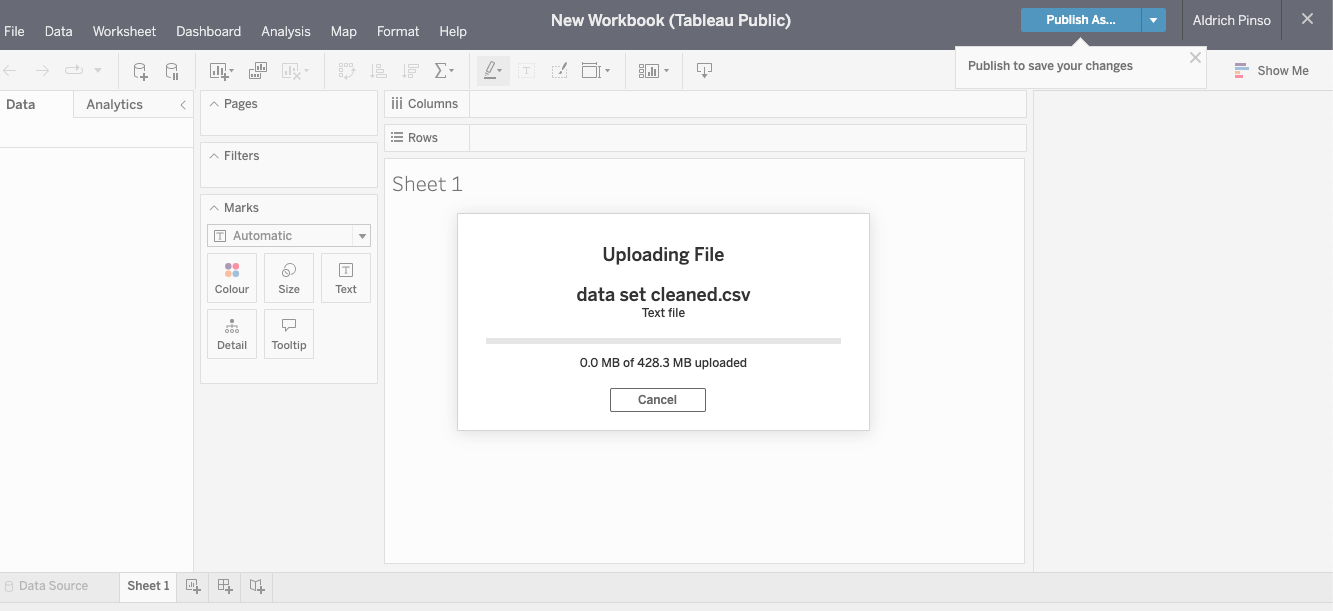 New Workbook (Tableau Public)
Publish As...
Aldrich Pinso
File Data Worksheet Dashboard Analysis Map Format Help
Publish to save your changes
Show Me
Data
Analytics
Pages
Columns
Rows
Filters
Sheet 1
Marks
Automatic
Colour
Size
Text
Detail
Tooltip
Uploading File
data set cleaned.csv
Text file
0.0 MB of 428.3 MB uploaded
Cancel
Data Source
Sheet 1